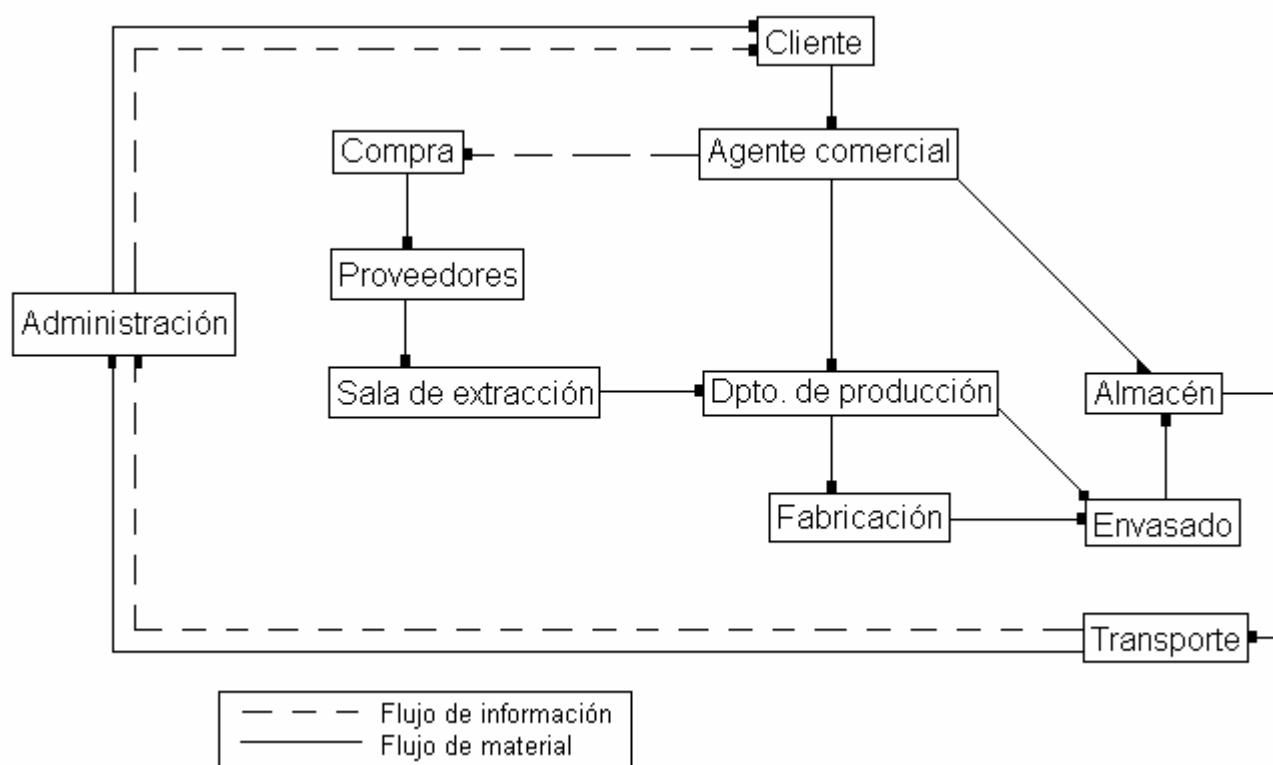 Cliente
Compra
Agente comercial
Proveedores
Administración
Sala de extracción
Dpto. de producción
Almacén
Fabricación
Envasado
Transporte
Flujo de información
Flujo de material